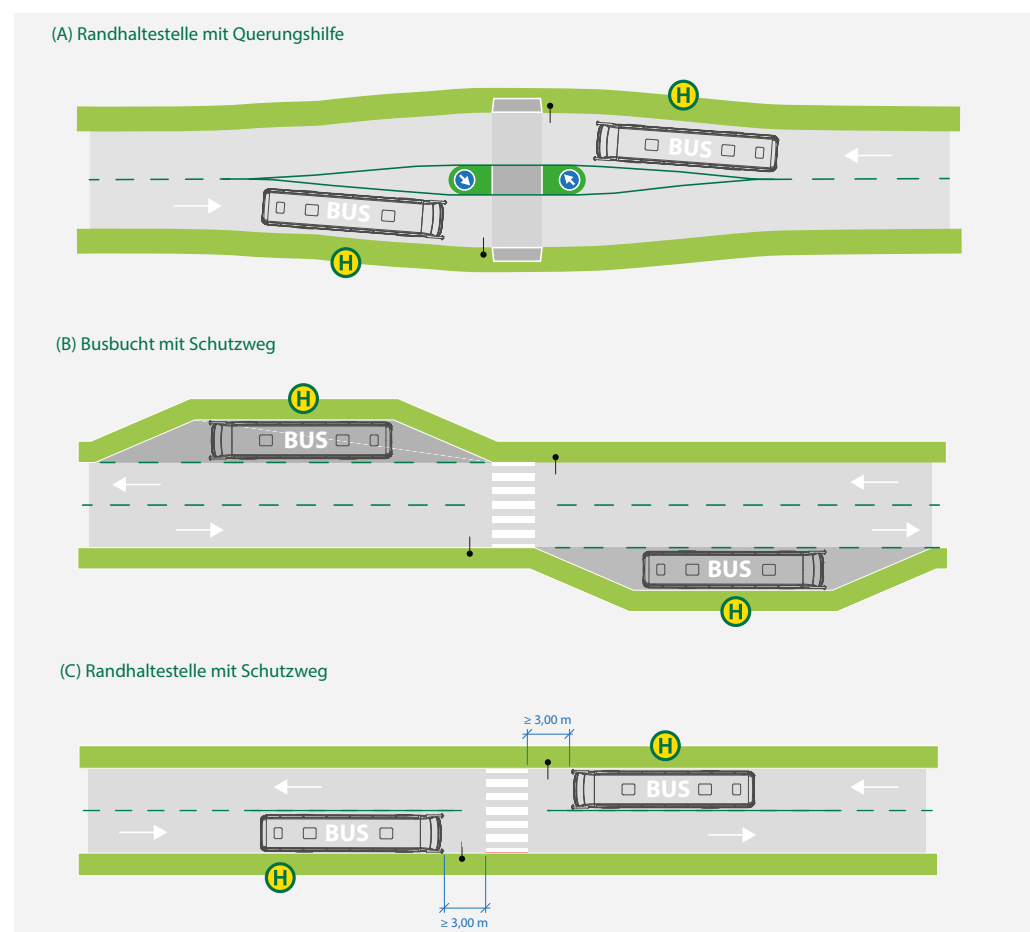 (A) Randhaltestelle mit Querungshilfe
H
BUS
BUS
H
(B) Busbucht mit Schutzweg
H
BUS
BUS
H
(C) Randhaltestelle mit Schutzweg
≥ 3,00 m
H
BUS
BUS
H
≥ 3,00 m